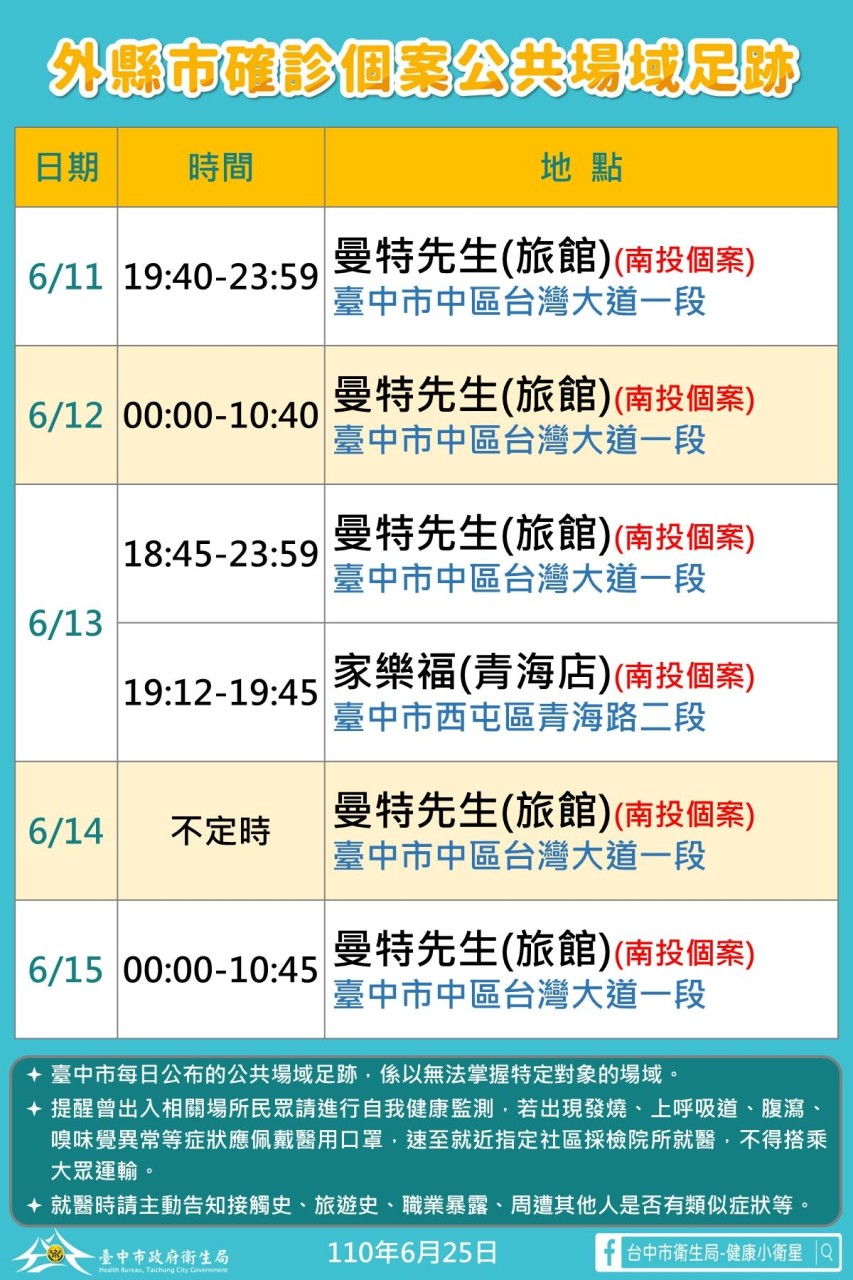 外縣市確診個案公共場域足跡
日期 時間 地 點
6/11 19:40-23:59 曼特先生(旅館)(南投個案)
臺中市中區台灣大道一段
6/12 00:00-10:40 曼特先生(旅館)(南投個案)
臺中市中區台灣大道一段
6/13
18:45-23:59 曼特先生(旅館)(南投個案)
臺中市中區台灣大道一段
19:12-19:45 家樂福(青海店)(南投個案)
臺中市西屯區青海路二段
6/14 不定時 曼特先生(旅館)(南投個案)
臺中市中區台灣大道一段
6/15 00:00-10:45 曼特先生(旅館)(南投個案)
臺中市中區台灣大道一段
臺中市每日公布的公共場域足跡，係以無法掌握特定對象的場域。
提醒曾出入相關場所民眾請進行自我健康監測，若出現發燒、上呼吸道、腹瀉、
嗅味覺異常等症狀應佩戴醫用口罩，速至就近指定社區採檢院所就醫，不得搭乘
大眾運輸。
就醫時請主動告知接觸史、旅遊史、職業暴露、周遭其他人是否有類似症狀等。
臺中市政府衛生局
Health Bureau, Taichung City Government
110年6月25日
台中市衛生局-健康小衛星